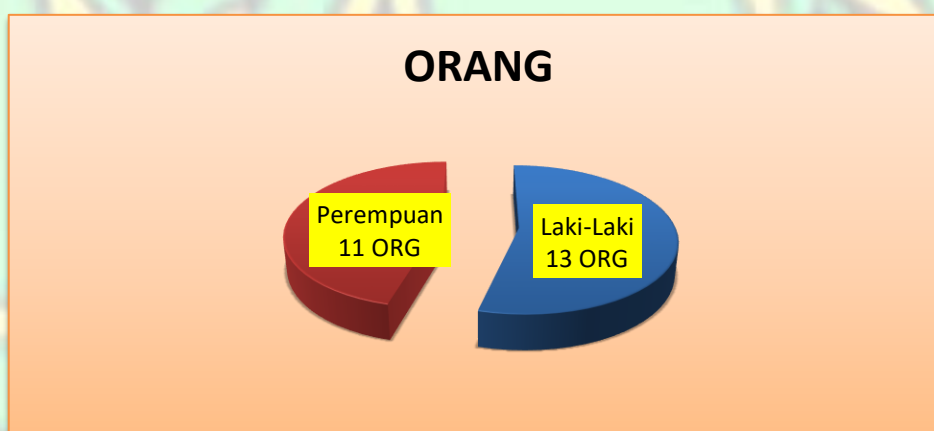 ORANG
Perempuan
11 ORG
Laki-Laki
13 ORG